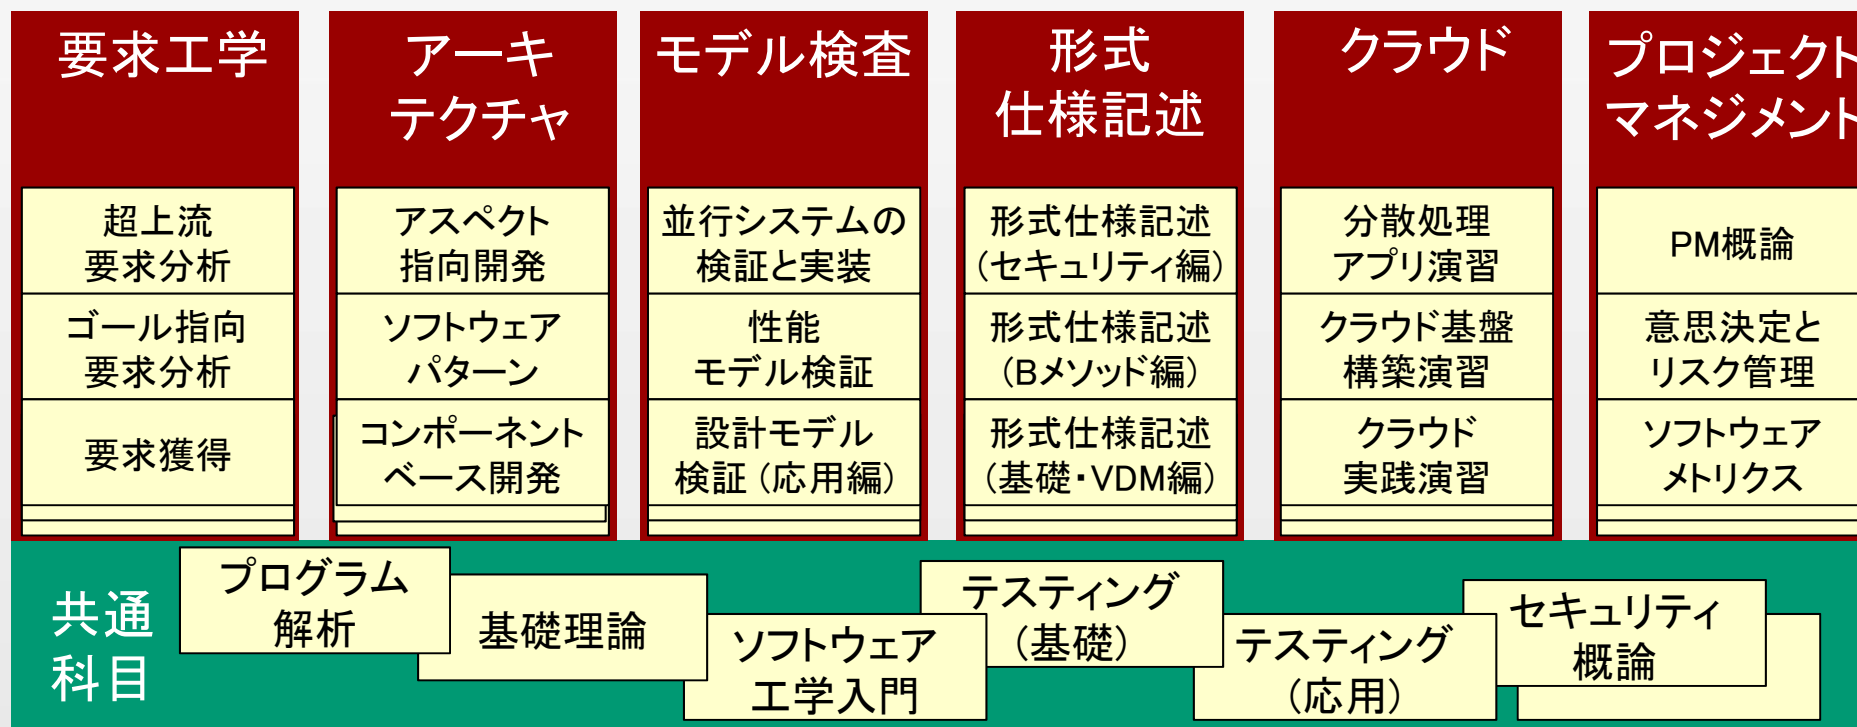 要求工学
超上流
要求分析
ゴール指向
要求分析
要求獲得
アーキ
テクチャ
アスペクト
指向開発
ソフトウェア
パターン
コンポーネント
ベース開発
モデル検査
並行システムの
検証と実装
性能
モデル検証
設計モデル
検証(応用編)
形式
仕様記述
形式仕様記述
(セキュリティ編)
形式仕様記述
(Bメソッド編)
形式仕様記述
(基礎・VDM編)
クラウド
分散処理
アプリ演習
クラウド基盤
構築演習
クラウド
実践演習
プロジェクト
マネジメント
PM概論
意思決定と
リスク管理
ソフトウェア
メトリクス
共通
科目
プログラム
解析
基礎理論
ソフトウェア
工学入門
テスティング
(基礎)
テスティング
(応用)
セキュリティ
概論